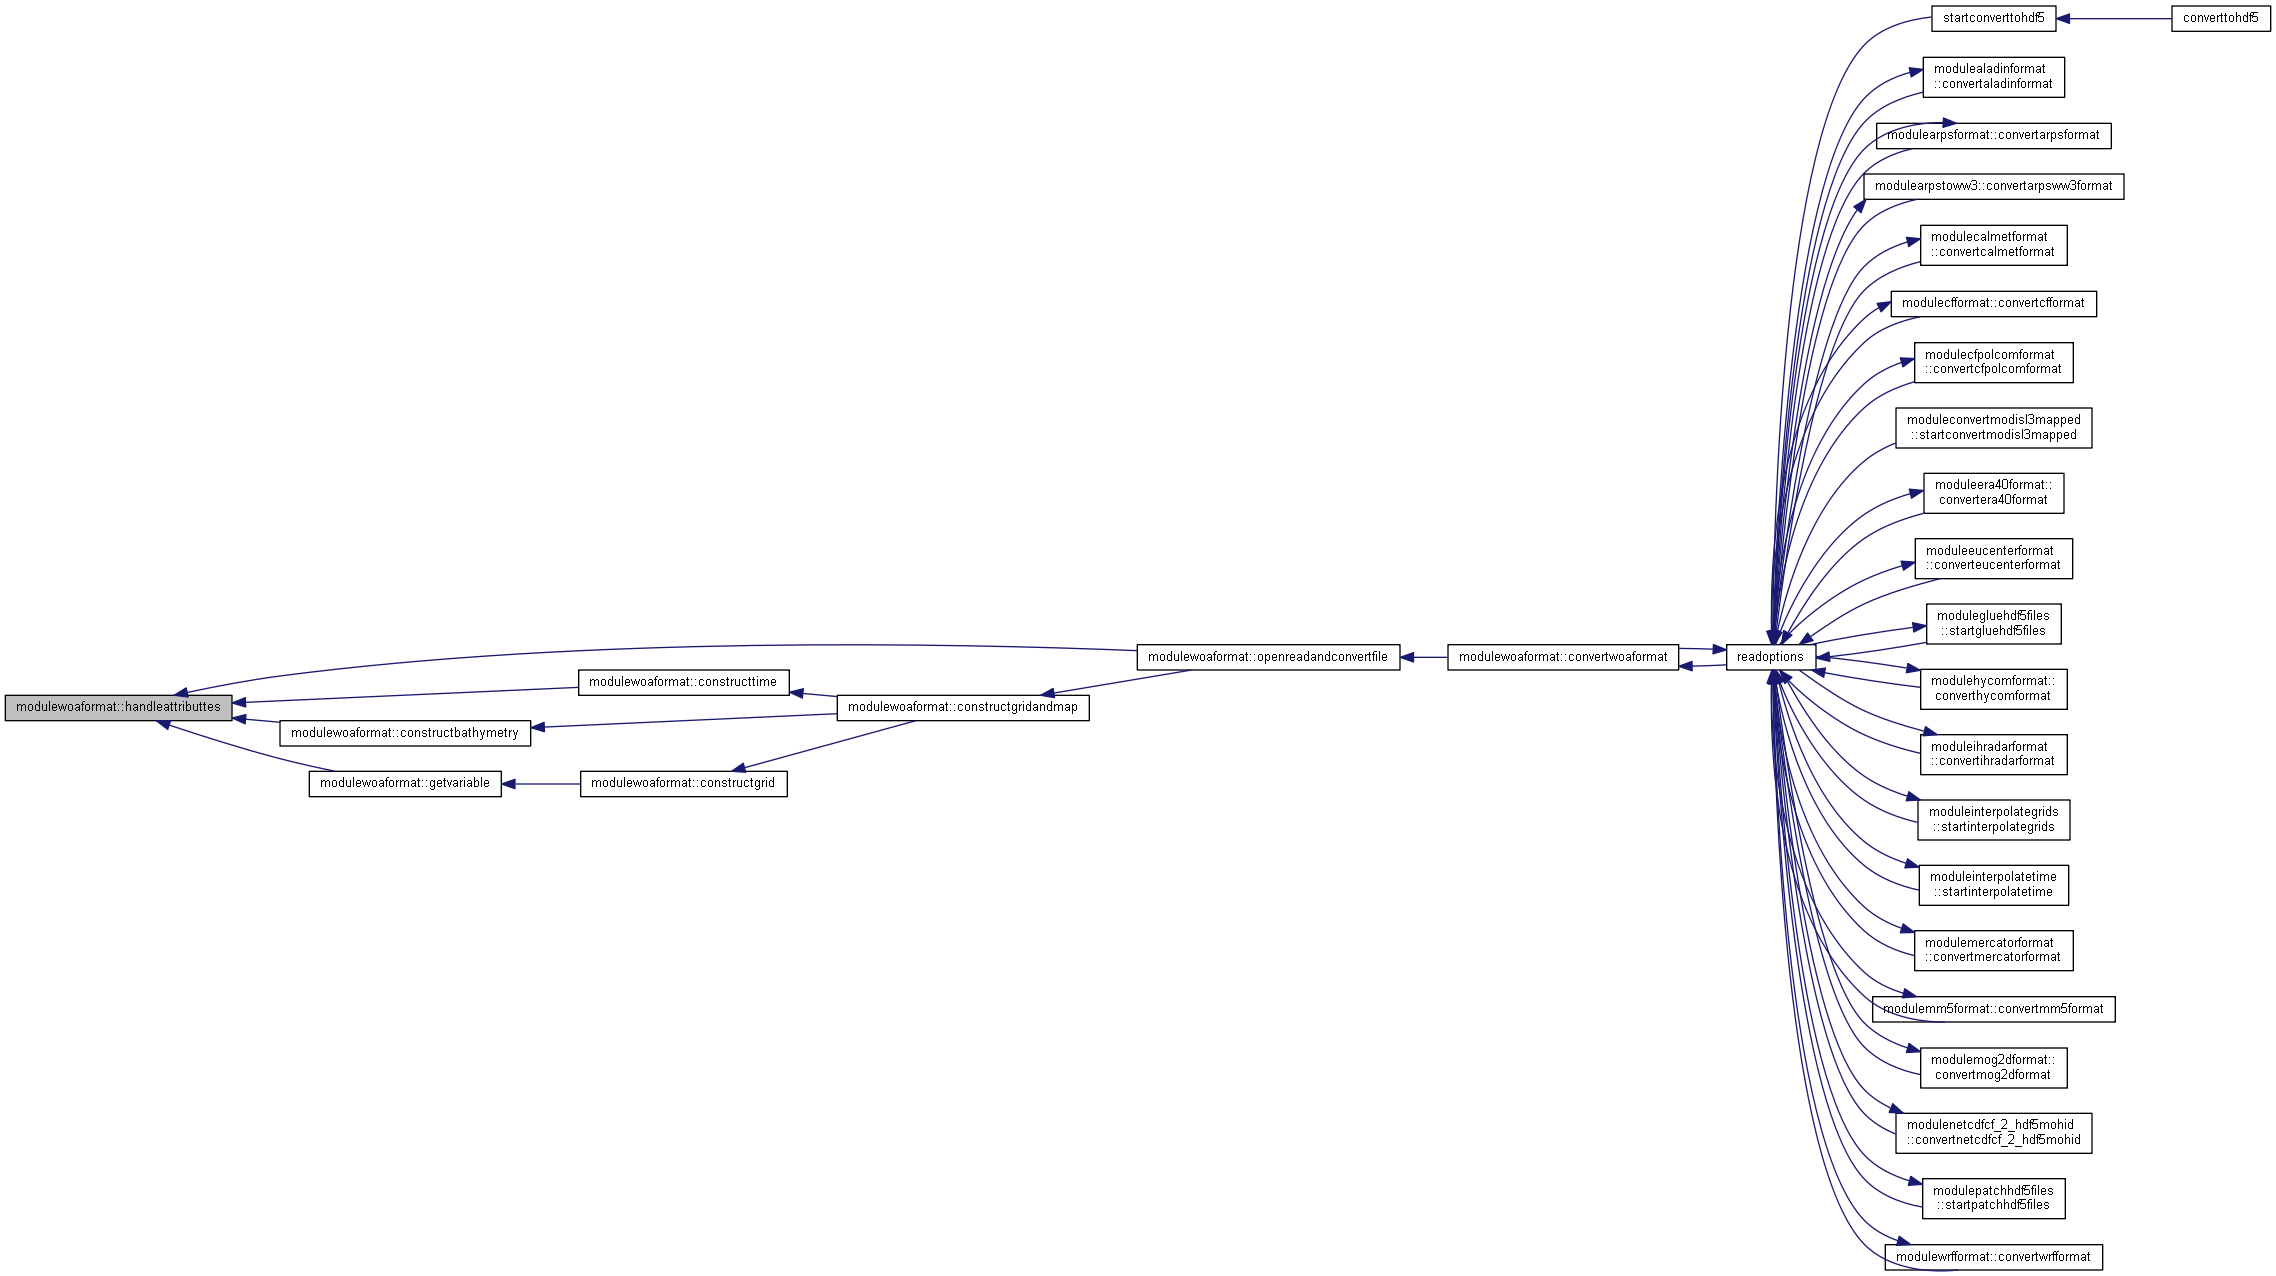 startconverttohdf5
converttohdf5
modulealadinformat
::convertaladinformat
modulearpsformat::convertarpsformat
modulearpstoww3::convertarpsww3format
modulecalmetformat
::convertcalmetformat
modulecfformat::convertcfformat
modulecfpolcomformat
::convertcfpolcomformat
moduleconvertmodisl3mapped
::startconvertmodisl3mapped
moduleera40format::
convertera40format
moduleeucenterformat
::converteucenterformat
modulegluehdf5files
::startgluehdf5files
modulewoaformat::openreadandconvertfile
modulewoaformat::convertwoaformat
readoptions
modulewoaformat::constructtime
modulehycomformat::
converthycomformat
modulewoaformat::handleattributtes
modulewoaformat::constructgridandmap
modulewoaformat::constructbathymetry
moduleihradarformat
::convertihradarformat
modulewoaformat::getvariable
modulewoaformat::constructgrid
moduleinterpolategrids
::startinterpolategrids
moduleinterpolatetime
::startinterpolatetime
modulemercatorformat
::convertmercatorformat
modulemm5format::convertmm5format
modulemog2dformat::
convertmog2dformat
modulenetcdfcf_2_hdf5mohid
::convertnetcdfcf_2_hdf5mohid
modulepatchhdf5files
::startpatchhdf5files
modulewrfformat::convertwrfformat